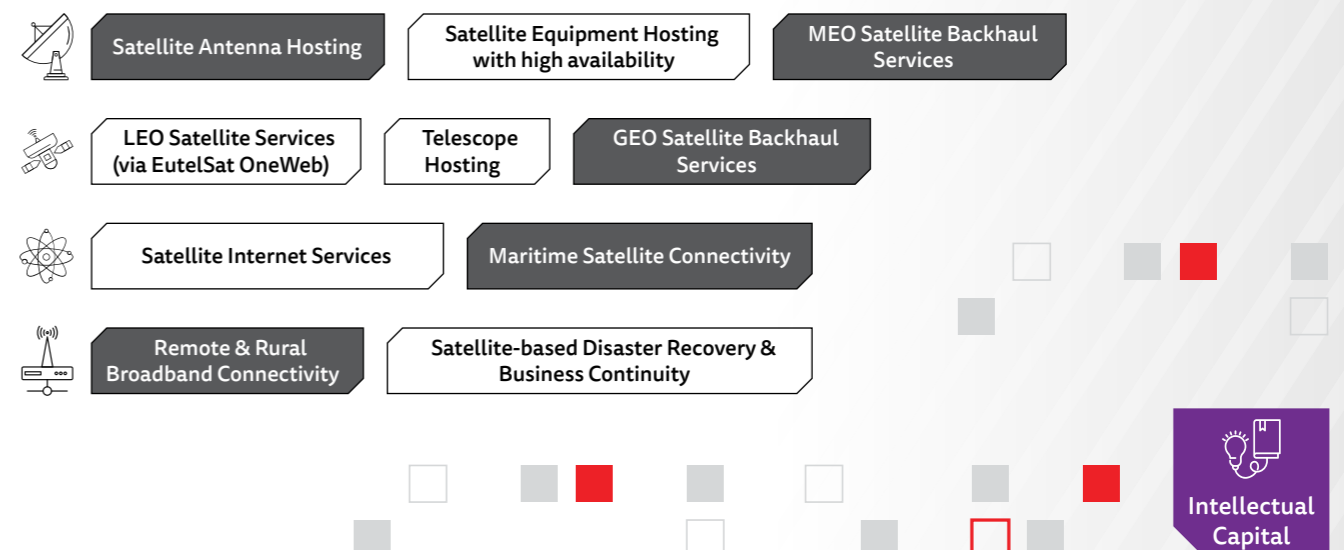 Satellite Antenna Hosting
Satellite Equipment Hosting
with high availability
MEO Satellite Backhaul
Services
LEO Satellite Services
(via EutelSat OneWeb)
Telescope
Hosting
GEO Satellite Backhaul
Services
Satellite Internet Services
Maritime Satellite Connectivity
Remote & Rural
Broadband Connectivity
Satellite-based Disaster Recovery &
Business Continuity
Intellectual
Capital